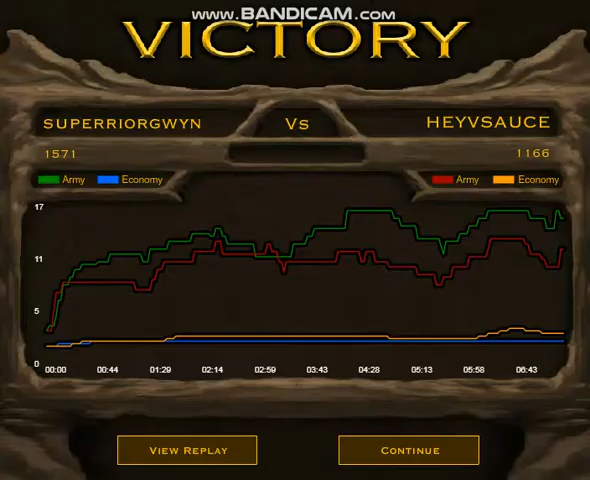 www.BANDICAM.com
VICTORY
SUPERRIORGWYN Vs HEYVSAUCE
1571 1166
Army Economy Army Economy
17
11
5
0
00:00 00:44 01:29 02:14 02:59 03:43 04:28 05:13 05:58 06:43
VIEW REPLAY CONTINUE